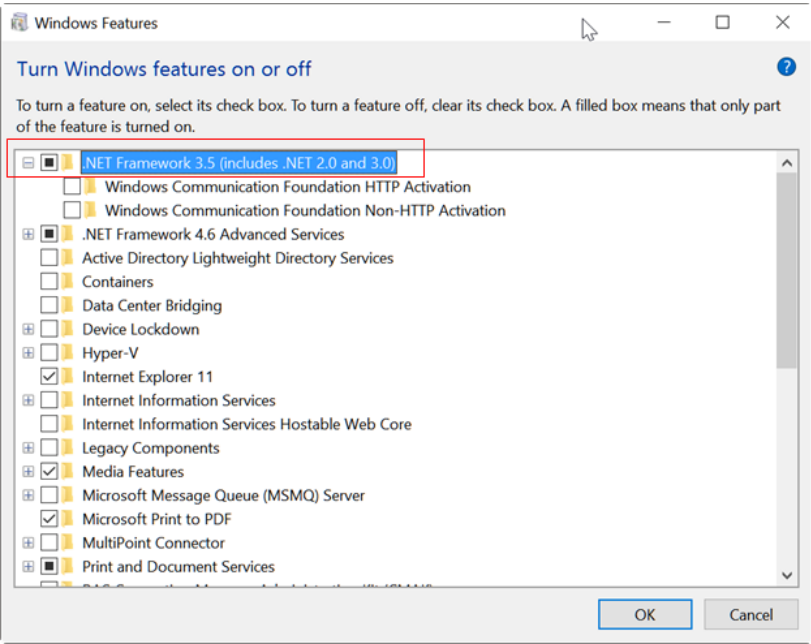 Windows Features
Turn Windows features on or off
To turn a feature on, select its check box. To turn a feature off, clear its check box. A filled box means that only part
of the feature is turned on.
.NET Framework 3.5 (includes .NET 2.0 and 3.0)
Windows Communication Foundation HTTP Activation
Windows Communication Foundation Non-HTTP Activation
.NET Framework 4.6 Advanced Services
Active Directory Lightweight Directory Services
Containers
Data Center Bridging
Device Lockdown
Hyper-V
Internet Explorer 11
Internet Information Services
Internet Information Services Hostable Web Core
Legacy Components
Media Features
Microsoft Message Queue (MSMQ) Server
Microsoft Print to PDF
MultiPoint Connector
Print and Document Services
OK Cancel